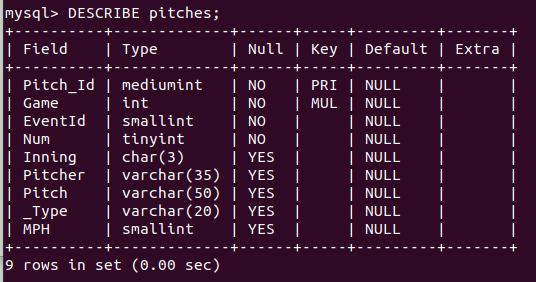 mysql> DESCRIBE pitches;
+----------+-------------+------+-----+---------+-------+
| Field    | Type        | Null | Key | Default | Extra |
+----------+-------------+------+-----+---------+-------+
| Pitch_Id | mediumint   | NO   | PRI | NULL    |       |
| Game     | int         | NO   | MUL | NULL    |       |
| EventId  | smallint    | NO   |     | NULL    |       |
| Num      | tinyint     | NO   |     | NULL    |       |
| Inning   | char(3)     | YES  |     | NULL    |       |
| Pitcher  | varchar(35) | YES  |     | NULL    |       |
| Pitch    | varchar(50) | YES  |     | NULL    |       |
| _Type    | varchar(20) | YES  |     | NULL    |       |
| MPH      | smallint    | YES  |     | NULL    |       |
+----------+-------------+------+-----+---------+-------+
9 rows in set (0.00 sec)